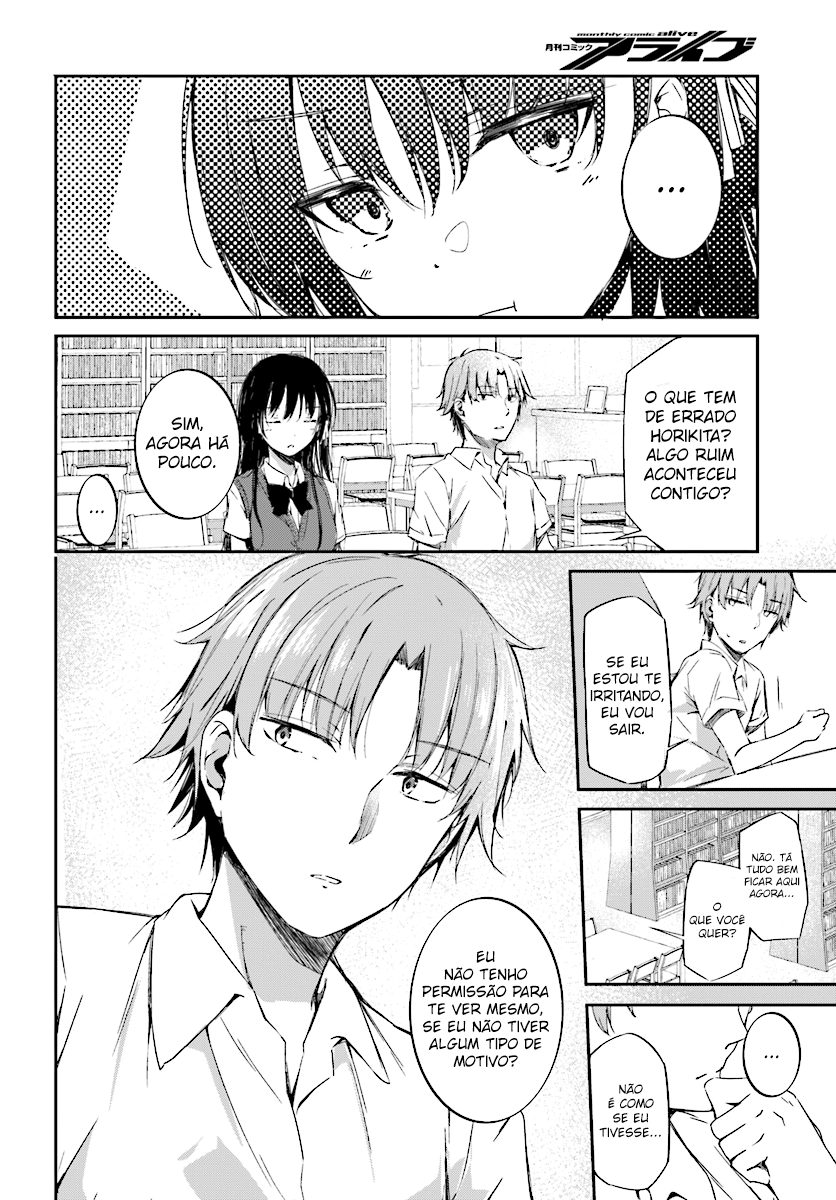 monthly comic alive
月刊コミック
アライブ
...
O QUE TEM
DE ERRADO
HORIKITA?
ALGO RUIM
ACONTECEU
CONTIGO?
SIM,
AGORA HÁ
POUCO.
...
SE EU
ESTOU TE
IRRITANDO,
EU VOU
SAIR.
NÃO. TÁ
TUDO BEM
FICAR AQUI
AGORA...
O
QUE VOCÊ
QUER?
...
NÃO
É COMO
SE EU
TIVESSE...
EU
NÃO TENHO
PERMISSÃO PARA
TE VER MESMO,
SE EU NÃO TIVER
ALGUM TIPO DE
MOTIVO?